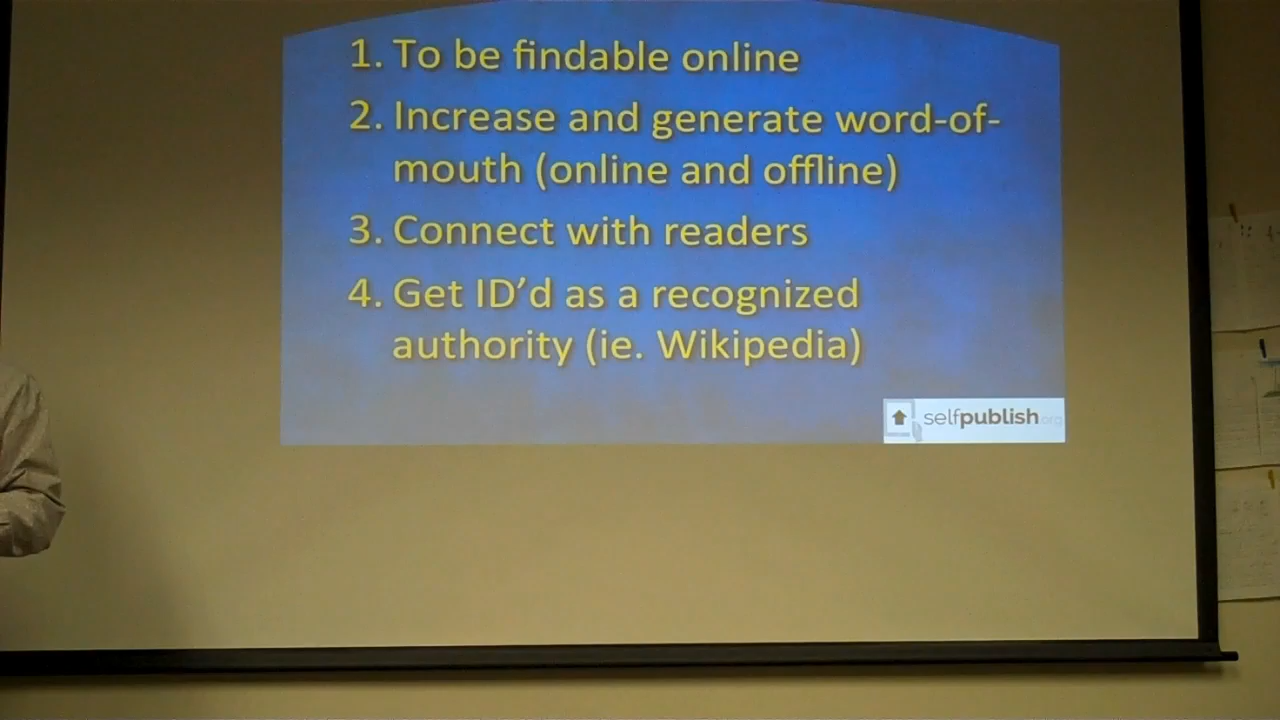 1. To be findable online
2. Increase and generate word-of-
mouth (online and offline)
3. Connect with readers
4. Get ID’d as a recognized
authority (ie. Wikipedia)
selfpublish.org